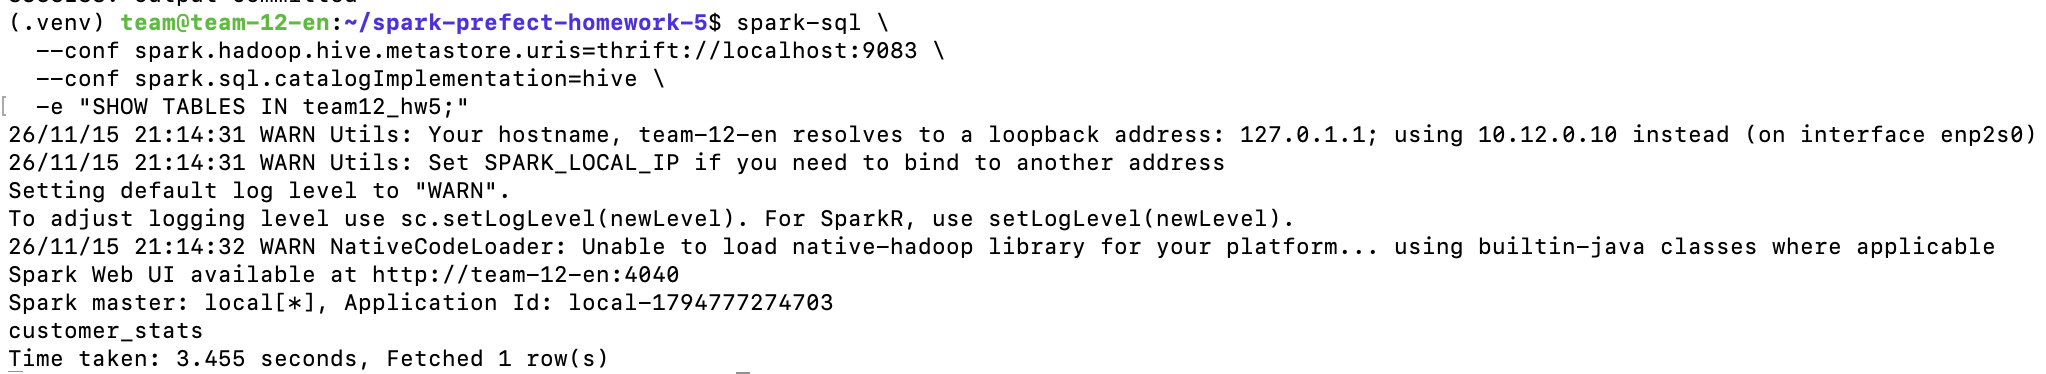 (.venv) team@team-12-en:~/spark-prefect-homework-5$ spark-sql \
  --conf spark.hadoop.hive.metastore.uris=thrift://localhost:9083 \
  --conf spark.sql.catalogImplementation=hive \
[  -e "SHOW TABLES IN team12_hw5;"
26/11/15 21:14:31 WARN Utils: Your hostname, team-12-en resolves to a loopback address: 127.0.1.1; using 10.12.0.10 instead (on interface enp2s0)
26/11/15 21:14:31 WARN Utils: Set SPARK_LOCAL_IP if you need to bind to another address
Setting default log level to "WARN".
To adjust logging level use sc.setLogLevel(newLevel). For SparkR, use setLogLevel(newLevel).
26/11/15 21:14:32 WARN NativeCodeLoader: Unable to load native-hadoop library for your platform... using builtin-java classes where applicable
Spark Web UI available at http://team-12-en:4040
Spark master: local[*], Application Id: local-1794777274703
customer_stats
Time taken: 3.455 seconds, Fetched 1 row(s)